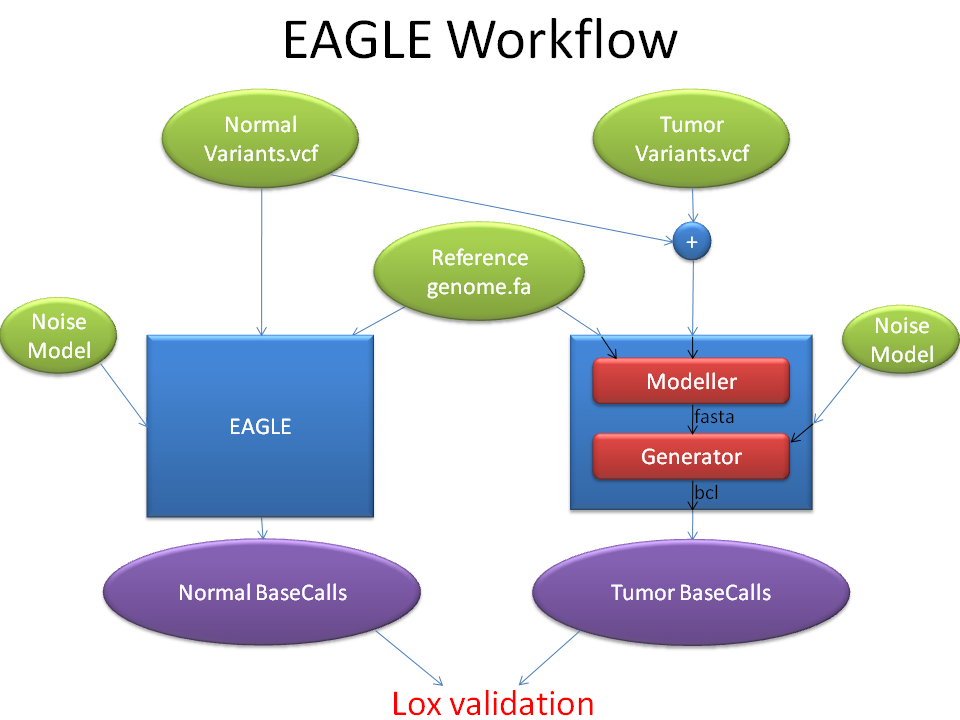 EAGLE Workflow
Normal
Variants.vcf
Tumor
Variants.vcf
+
Reference
genome.fa
Noise
Model
Noise
Model
EAGLE
Modeller
fasta
Generator
bcl
Normal BaseCalls
Tumor BaseCalls
Lox validation